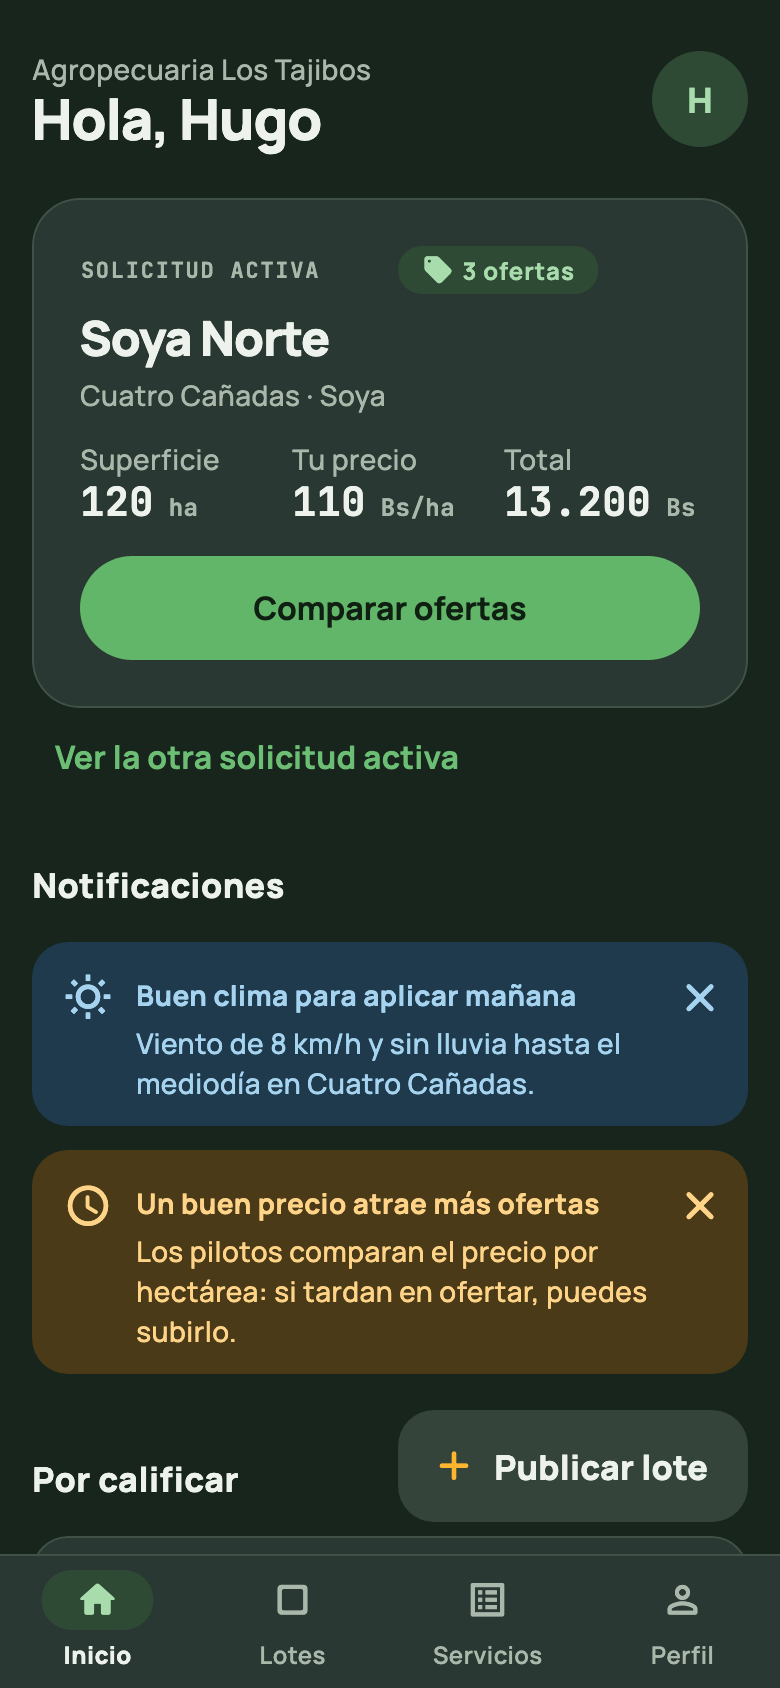 Agropecuaria Los Tajibos
Hola, Hugo
H
SOLICITUD ACTIVA
3 ofertas
Soya Norte
Cuatro Cañadas · Soya
Superficie
120 ha
Tu precio
110 Bs/ha
Total
13.200 Bs
Comparar ofertas
Ver la otra solicitud activa
Notificaciones
Buen clima para aplicar mañana
Viento de 8 km/h y sin lluvia hasta el
mediodía en Cuatro Cañadas.
Un buen precio atrae más ofertas
Los pilotos comparan el precio por
hectárea: si tardan en ofertar, puedes
subirlo.
Por calificar
Publicar lote
Inicio
Lotes
Servicios
Perfil